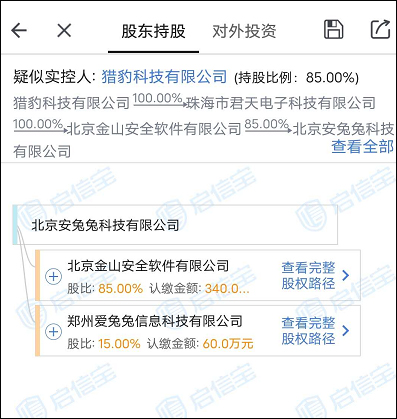 股东持股 对外投资
疑似实控人: 猎豹科技有限公司 (持股比例: 85.00%)
猎豹科技有限公司 100.00% 珠海市君天电子科技有限公司
100.00% 北京金山安全软件有限公司 85.00% 北京安兔兔科技
有限公司 查看全部
北京安兔兔科技有限公司
北京金山安全软件有限公司
股比: 85.00% 认缴金额: 340.0...
查看完整
股权路径
郑州爱兔兔信息科技有限公司
股比: 15.00% 认缴金额: 60.0万元
查看完整
股权路径
启信宝
启信宝
启信宝
启信宝
启信宝
启信宝